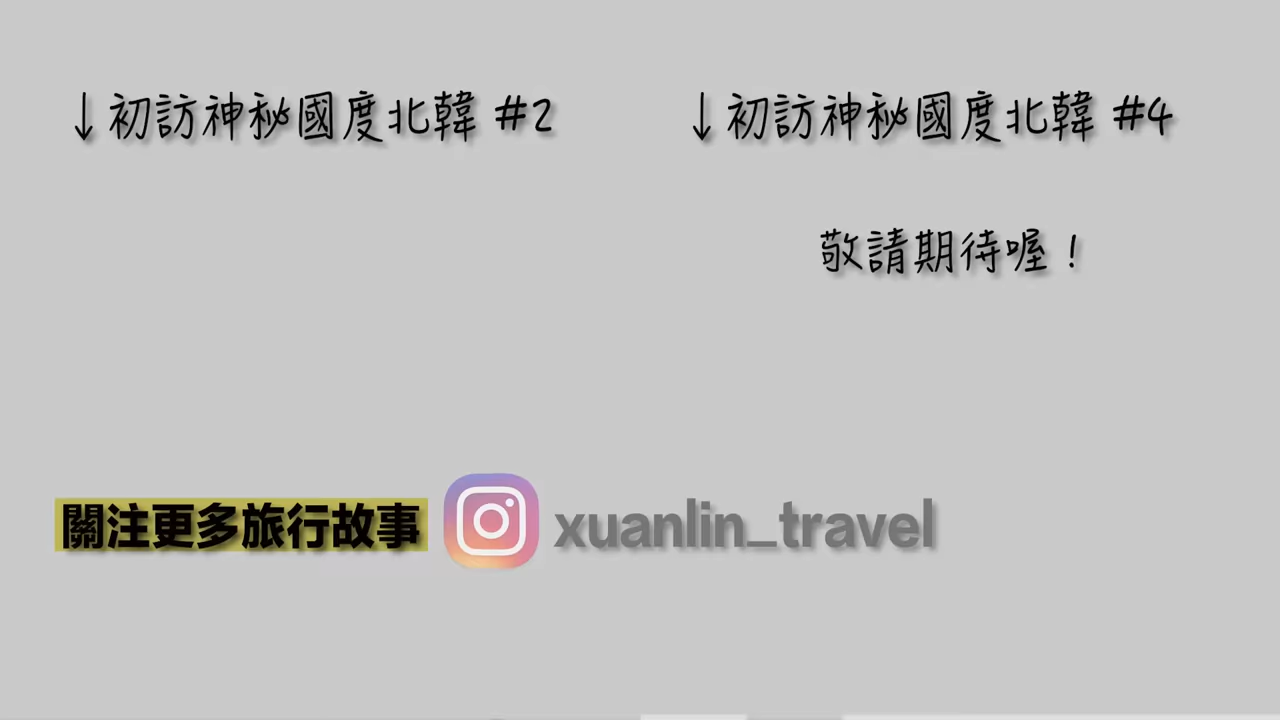 ↓初訪神秘國度北韓 #2
↓初訪神秘國度北韓 #4
敬請期待喔！
關注更多旅行故事 xuanlin_travel